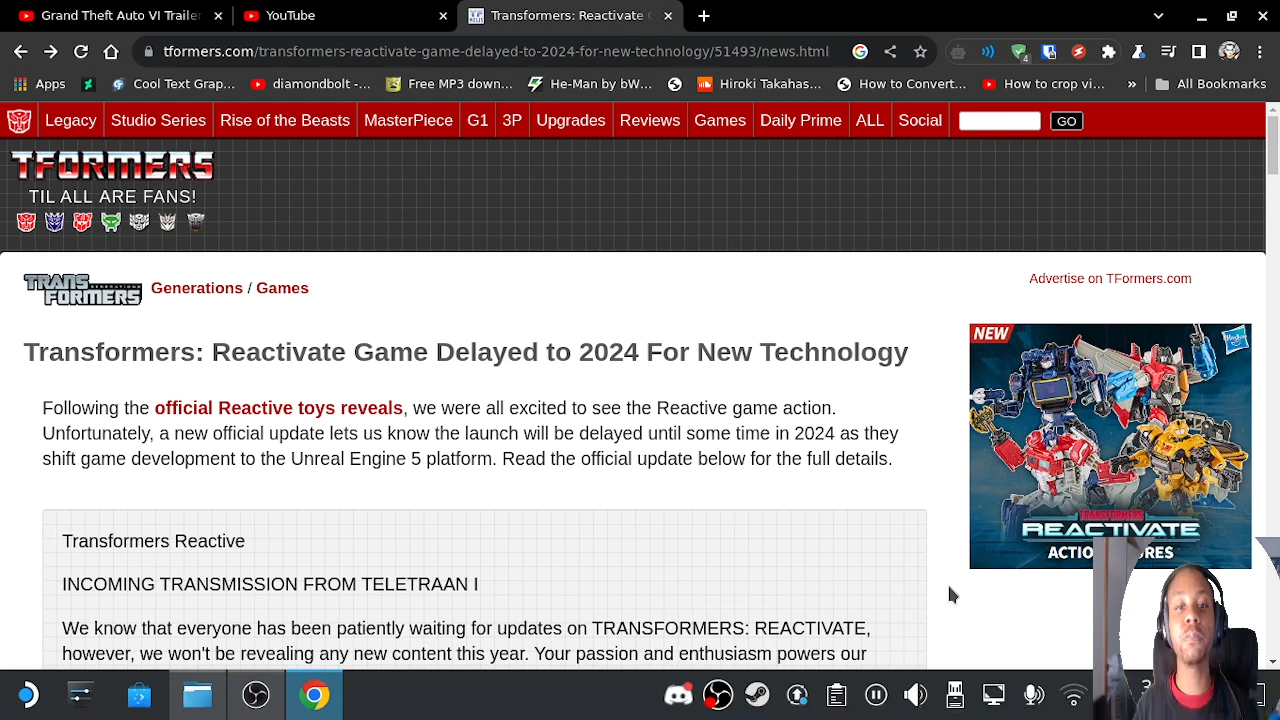 Grand Theft Auto VI Trailer
YouTube
Transformers: Reactivate G
tformers.com/transformers-reactivate-game-delayed-to-2024-for-new-technology/51493/news.html
4
Apps
Cool Text Grap...
diamondbolt -...
Free MP3 down...
He-Man by bW...
Hiroki Takahas...
How to Convert...
How to crop vi...
»
All Bookmarks
Legacy
Studio Series
Rise of the Beasts
MasterPiece
G1
3P
Upgrades
Reviews
Games
Daily Prime
ALL
Social
GO
TFORMERS
TIL ALL ARE FANS!
TRANSFORMERS
Generations / Games
Advertise on TFormers.com
NEW
Hasbro
Transformers: Reactivate Game Delayed to 2024 For New Technology
Following the official Reactive toys reveals, we were all excited to see the Reactive game action.
Unfortunately, a new official update lets us know the launch will be delayed until some time in 2024 as they
shift game development to the Unreal Engine 5 platform. Read the official update below for the full details.
TRANSFORMERS
REACTIVATE
Transformers Reactive
INCOMING TRANSMISSION FROM TELETRAAN I
We know that everyone has been patiently waiting for updates on TRANSFORMERS: REACTIVATE,
however, we won't be revealing any new content this year. Your passion and enthusiasm powers our